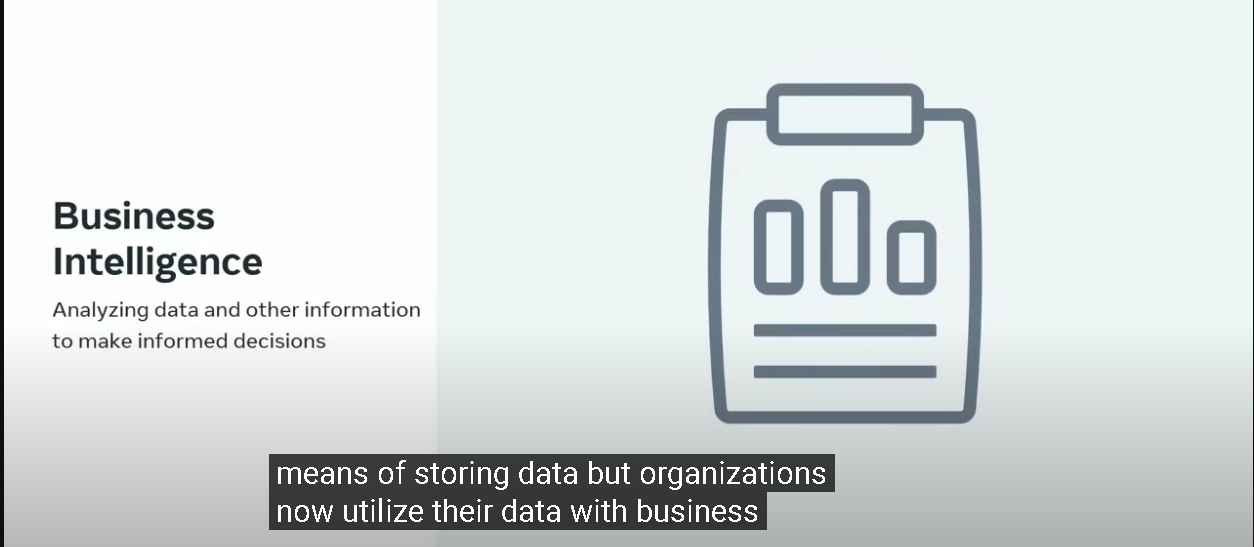 Business
Intelligence
Analyzing data and other information
to make informed decisions
means of storing data but organizations
now utilize their data with business